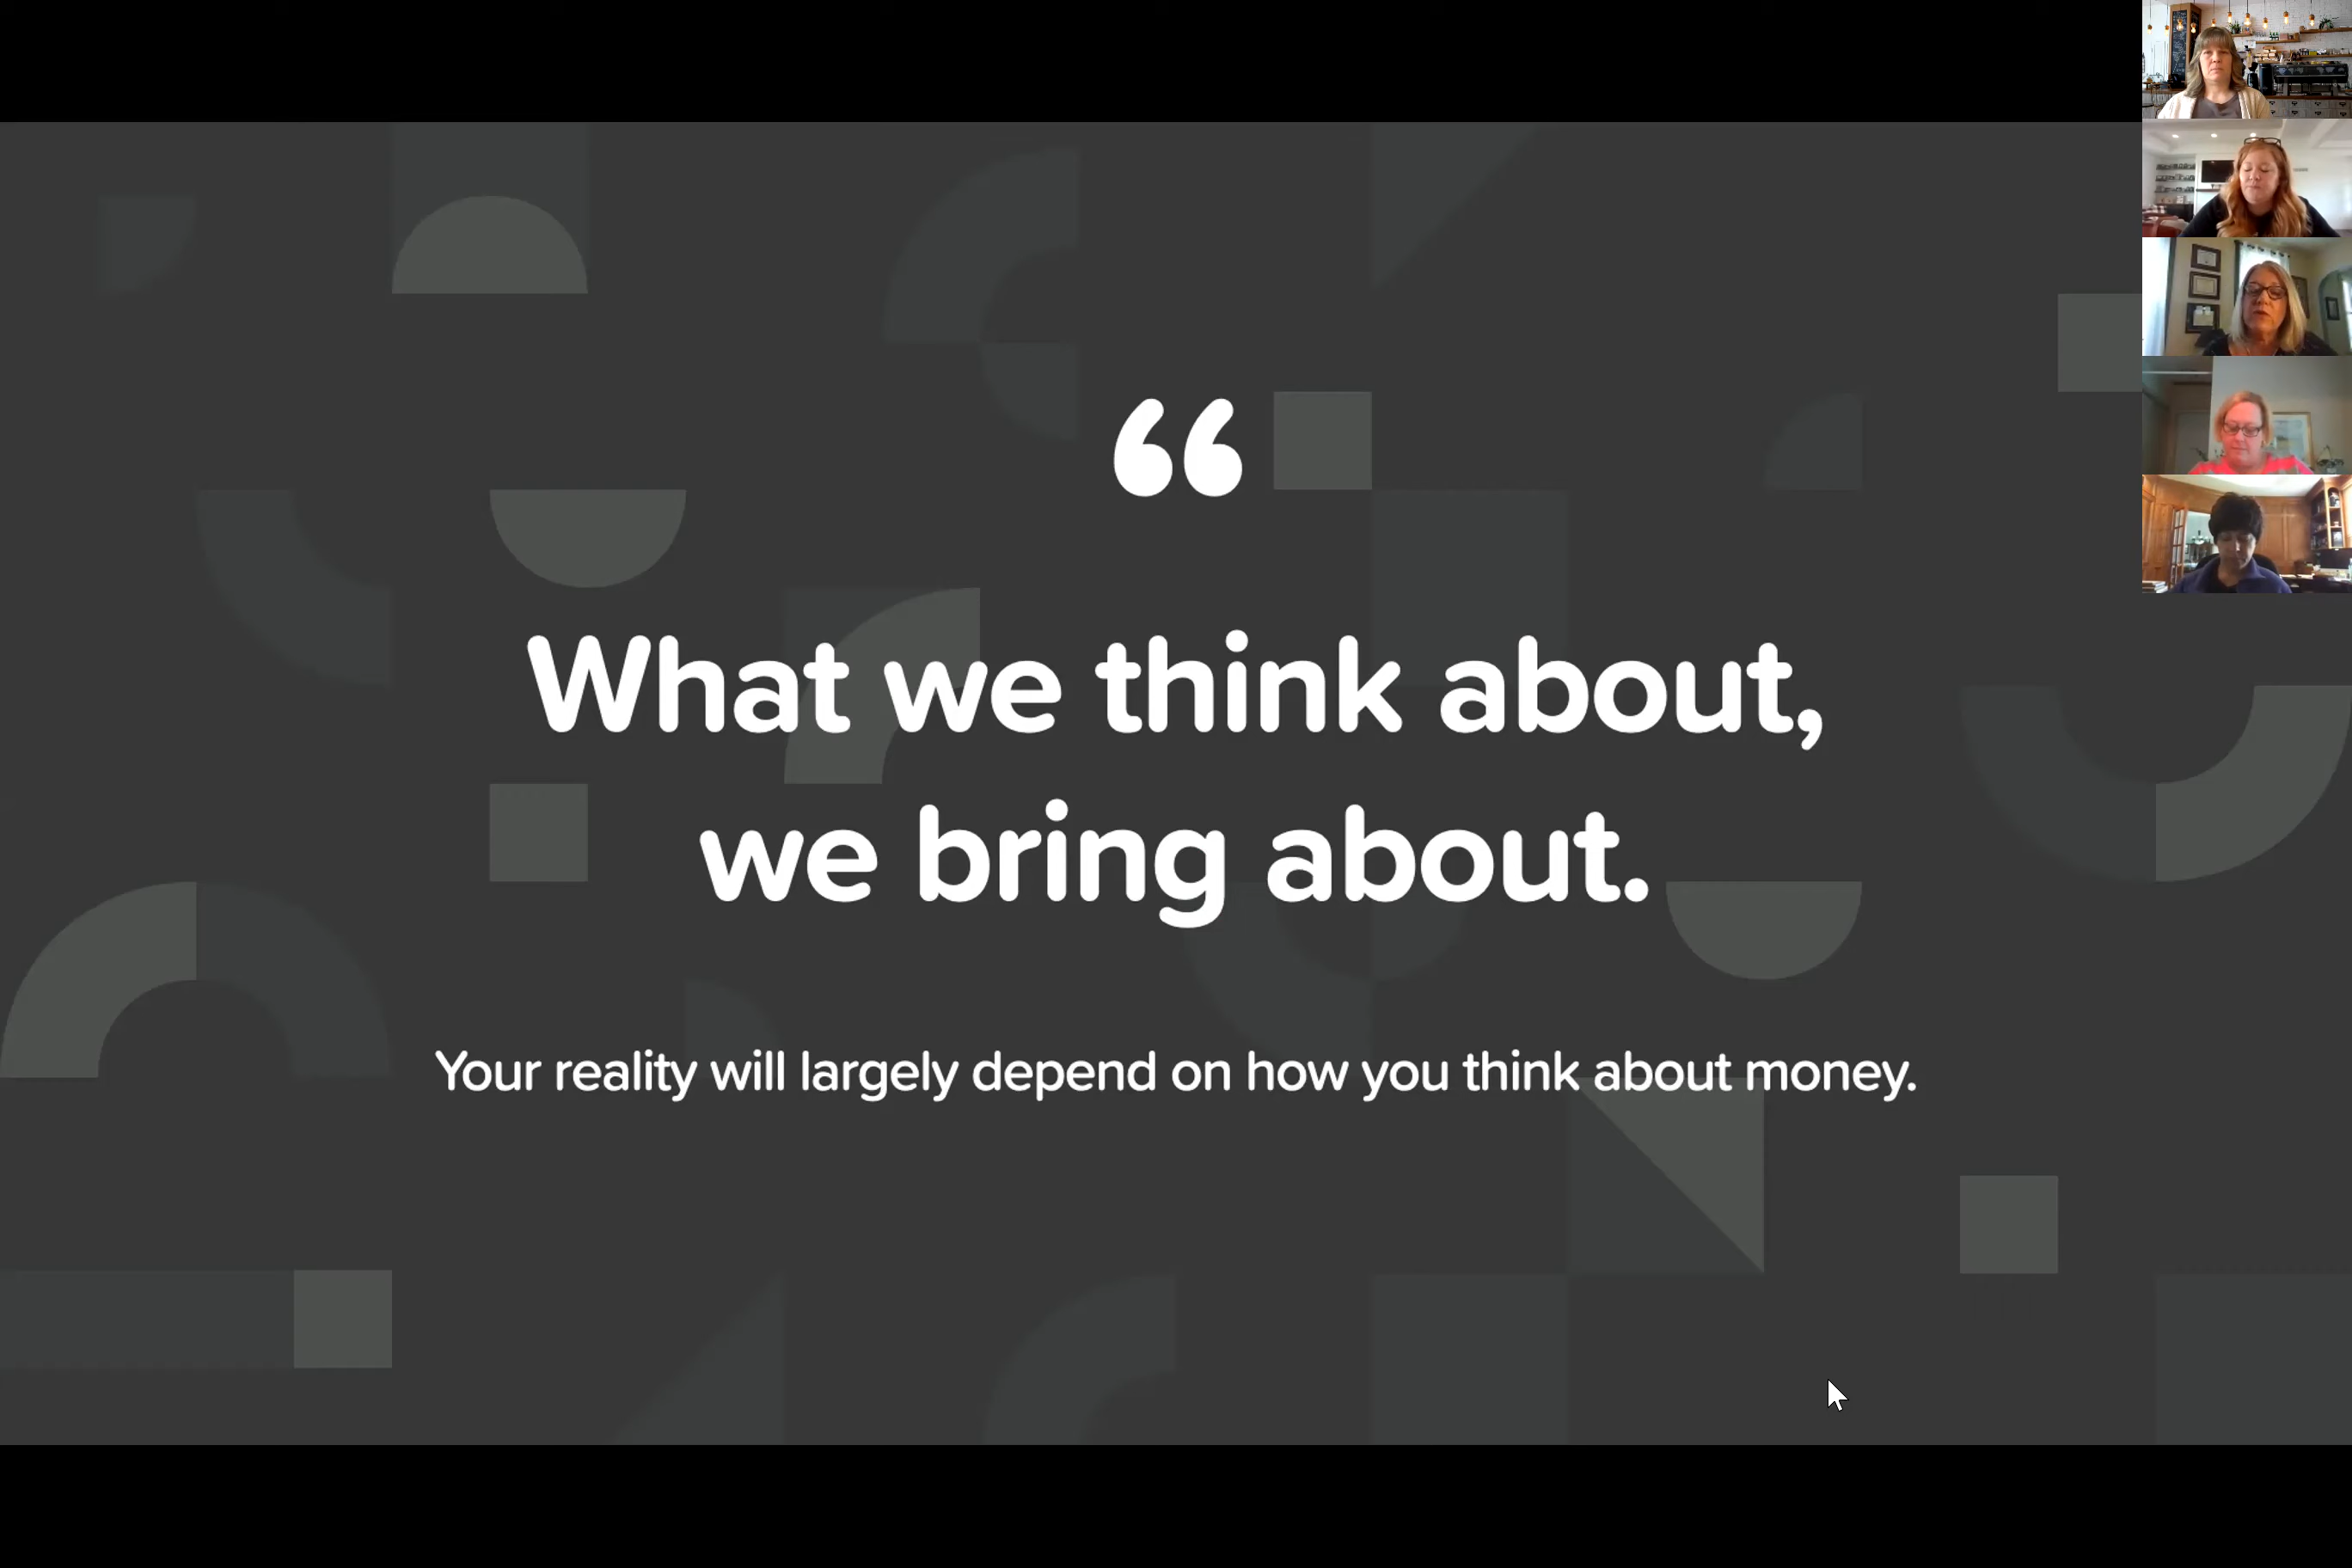 “
What we think about,
we bring about.
Your reality will largely depend on how you think about money.